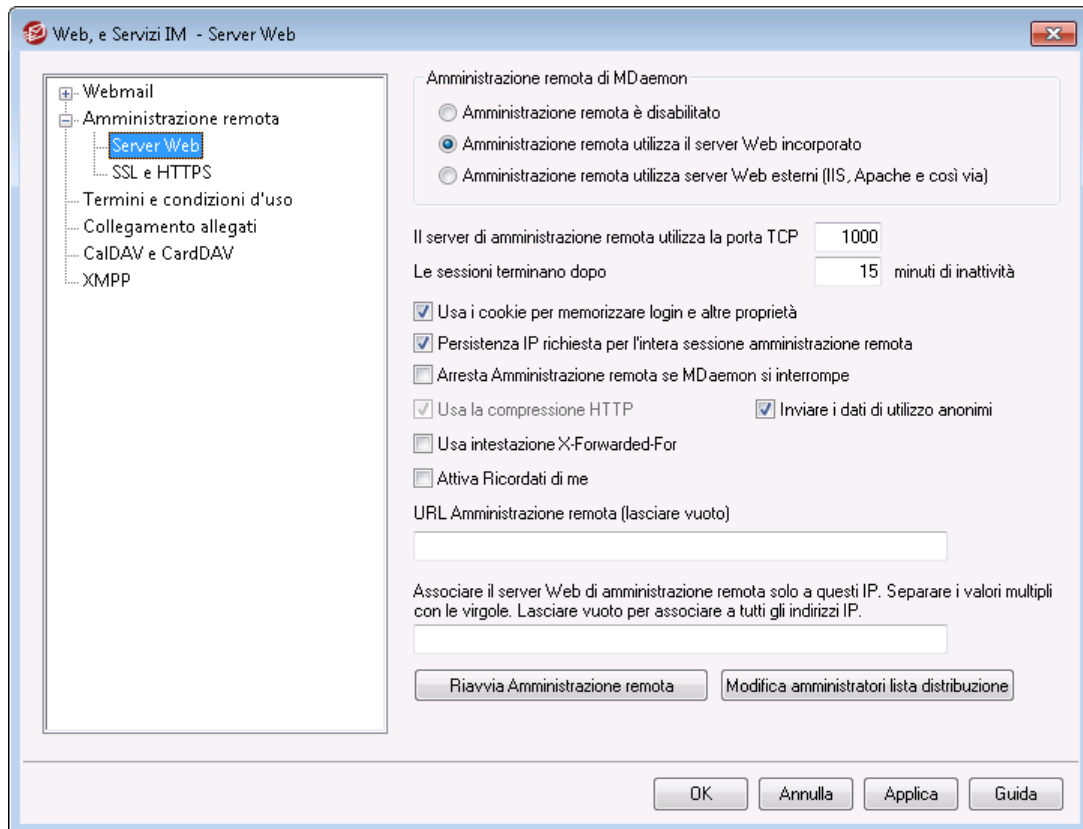 Web, e Servizi IM - Server Web
Webmail
Amministrazione remota
Server Web
SSL e HTTPS
Termini e condizioni d'uso
Collegamento allegati
CalDAV e CardDAV
XMPP
Amministrazione remota di MDaemon
Amministrazione remota è disabilitato
Amministrazione remota utilizza il server Web incorporato
Amministrazione remota utilizza server Web esterni (IIS, Apache e così via)
Il server di amministrazione remota utilizza la porta TCP 1000
Le sessioni terminano dopo 15 minuti di inattività
Usa i cookie per memorizzare login e altre proprietà
Persistenza IP richiesta per l'intera sessione amministrazione remota
Arresta Amministrazione remota se MDaemon si interrompe
Usa la compressione HTTP Inviare i dati di utilizzo anonimi
Usa intestazione X-Forwarded-For
Attiva Ricordati di me
URL Amministrazione remota (lasciare vuoto)
Associare il server Web di amministrazione remota solo a questi IP. Separare i valori multipli
con le virgole. Lasciare vuoto per associare a tutti gli indirizzi IP.
Riavvia Amministrazione remota Modifica amministratori lista distribuzione
OK Annulla Applica Guida